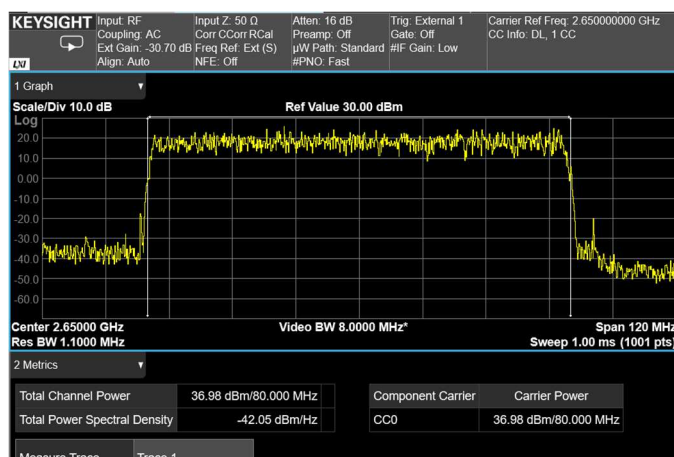 KEYSIGHT Input: RF Input Z: 50 Ω Atten: 16 dB Trig: External 1 Carrier Ref Freq: 2.650000000 GHz
Coupling: AC Corr CCorr RCal Preamp: Off Gate: Off CC Info: DL, 1 CC
Ext Gain: -30.70 dB Freq Ref: Ext (S) µW Path: Standard #IF Gain: Low
LXI Align: Auto NFE: Off #PNO: Fast
1 Graph
Scale/Div 10.0 dB Ref Value 30.00 dBm
Log
20.0
10.0
0.00
-10.0
-20.0
-30.0
-40.0
-50.0
-60.0
Center 2.65000 GHz Video BW 8.0000 MHz* Span 120 MHz
Res BW 1.1000 MHz Sweep 1.00 ms (1001 pts)
2 Metrics
Total Channel Power 36.98 dBm/80.000 MHz Component Carrier Carrier Power
Total Power Spectral Density -42.05 dBm/Hz CC0 36.98 dBm/80.000 MHz
Measure Trace Trace 1